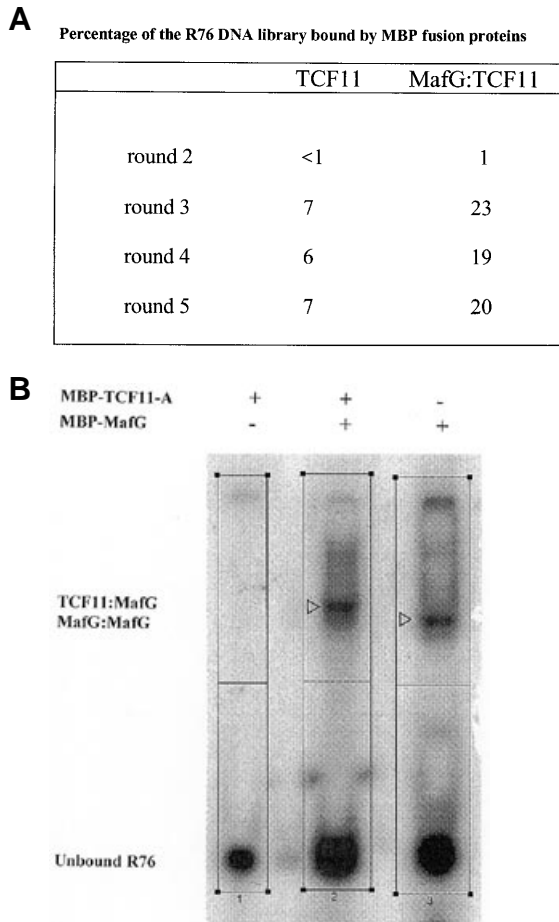 A
Percentage of the R76 DNA library bound by MBP fusion proteins
TCF11 MafG:TCF11
round 2 <1 1
round 3 7 23
round 4 6 19
round 5 7 20
B
MBP-TCF11-A + + -
MBP-MafG - + +
TCF11:MafG
MafG:MafG
Unbound R76
1 2 3